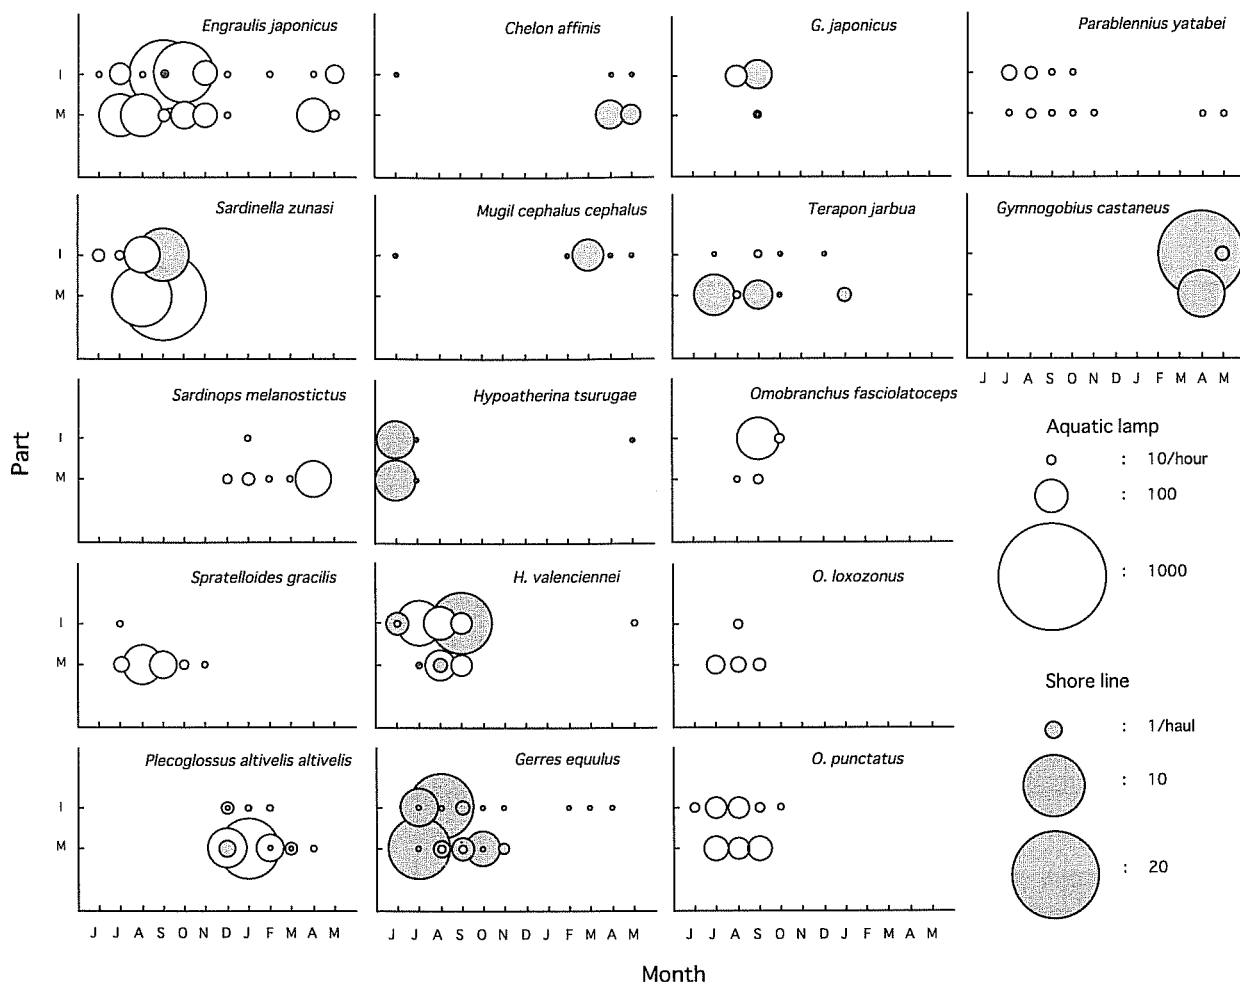 Engraulis japonicus
Chelon affinis
G. japonicus
Parablennius yatabei
I
M
Sardinella zunasi
Mugil cephalus cephalus
Terapon jarbua
Gymnogobius castaneus
I
M
J J A S O N D F M A M
Sardinops melanostictus
Hypoatherina tsurugae
Omobranchus fasciolatoceps
I
M
Part
Aquatic lamp
: 10/hour
: 100
: 1000
Spratelloides gracilis
H. valenciennei
O. loxozonus
I
M
Shore line
: 1/haul
: 10
: 20
Plecoglossus altivelis altivelis
Gerres equulus
O. punctatus
I
M
J J A S O N D J F M A M
J J A S O N D J F M A M
J J A S O N D J F M A M
Month